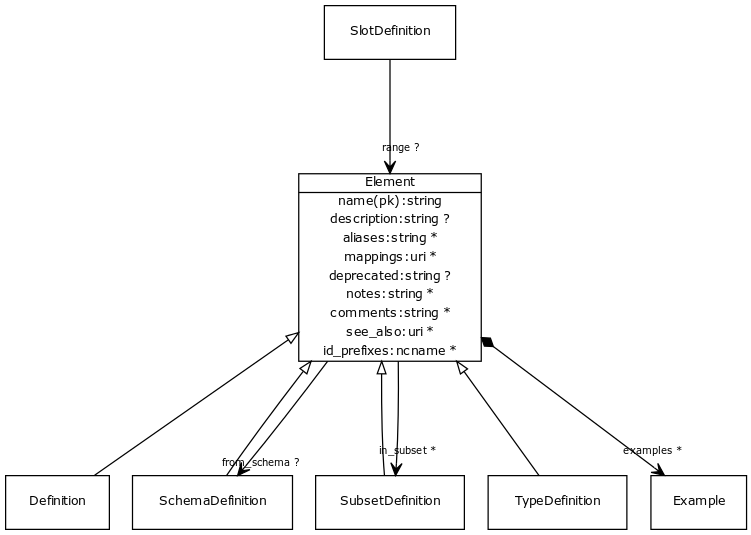 SlotDefinition
range ?
Element
name(pk):string
description:string ?
aliases:string *
mappings:uri *
deprecated:string ?
notes:string *
comments:string *
see_also:uri *
id_prefixes:ncname *
from_schema ?
in_subset *
examples *
Definition
SchemaDefinition
SubsetDefinition
TypeDefinition
Example